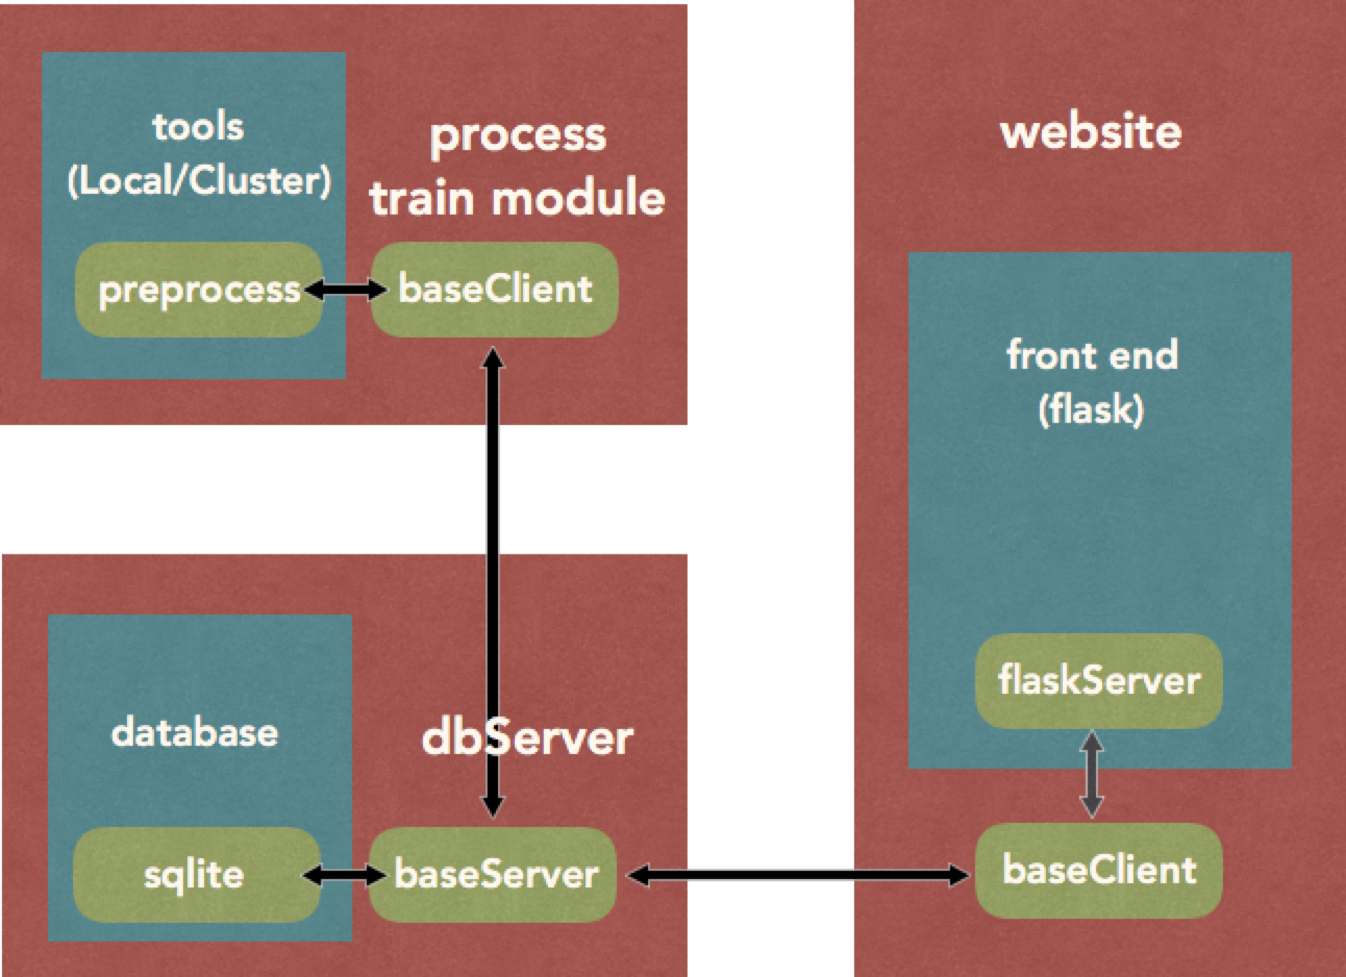 tools
(Local/Cluster)
process
train module
preprocess
baseClient
database
dbServer
sqlite
baseServer
website
front end
(flask)
flaskServer
baseClient